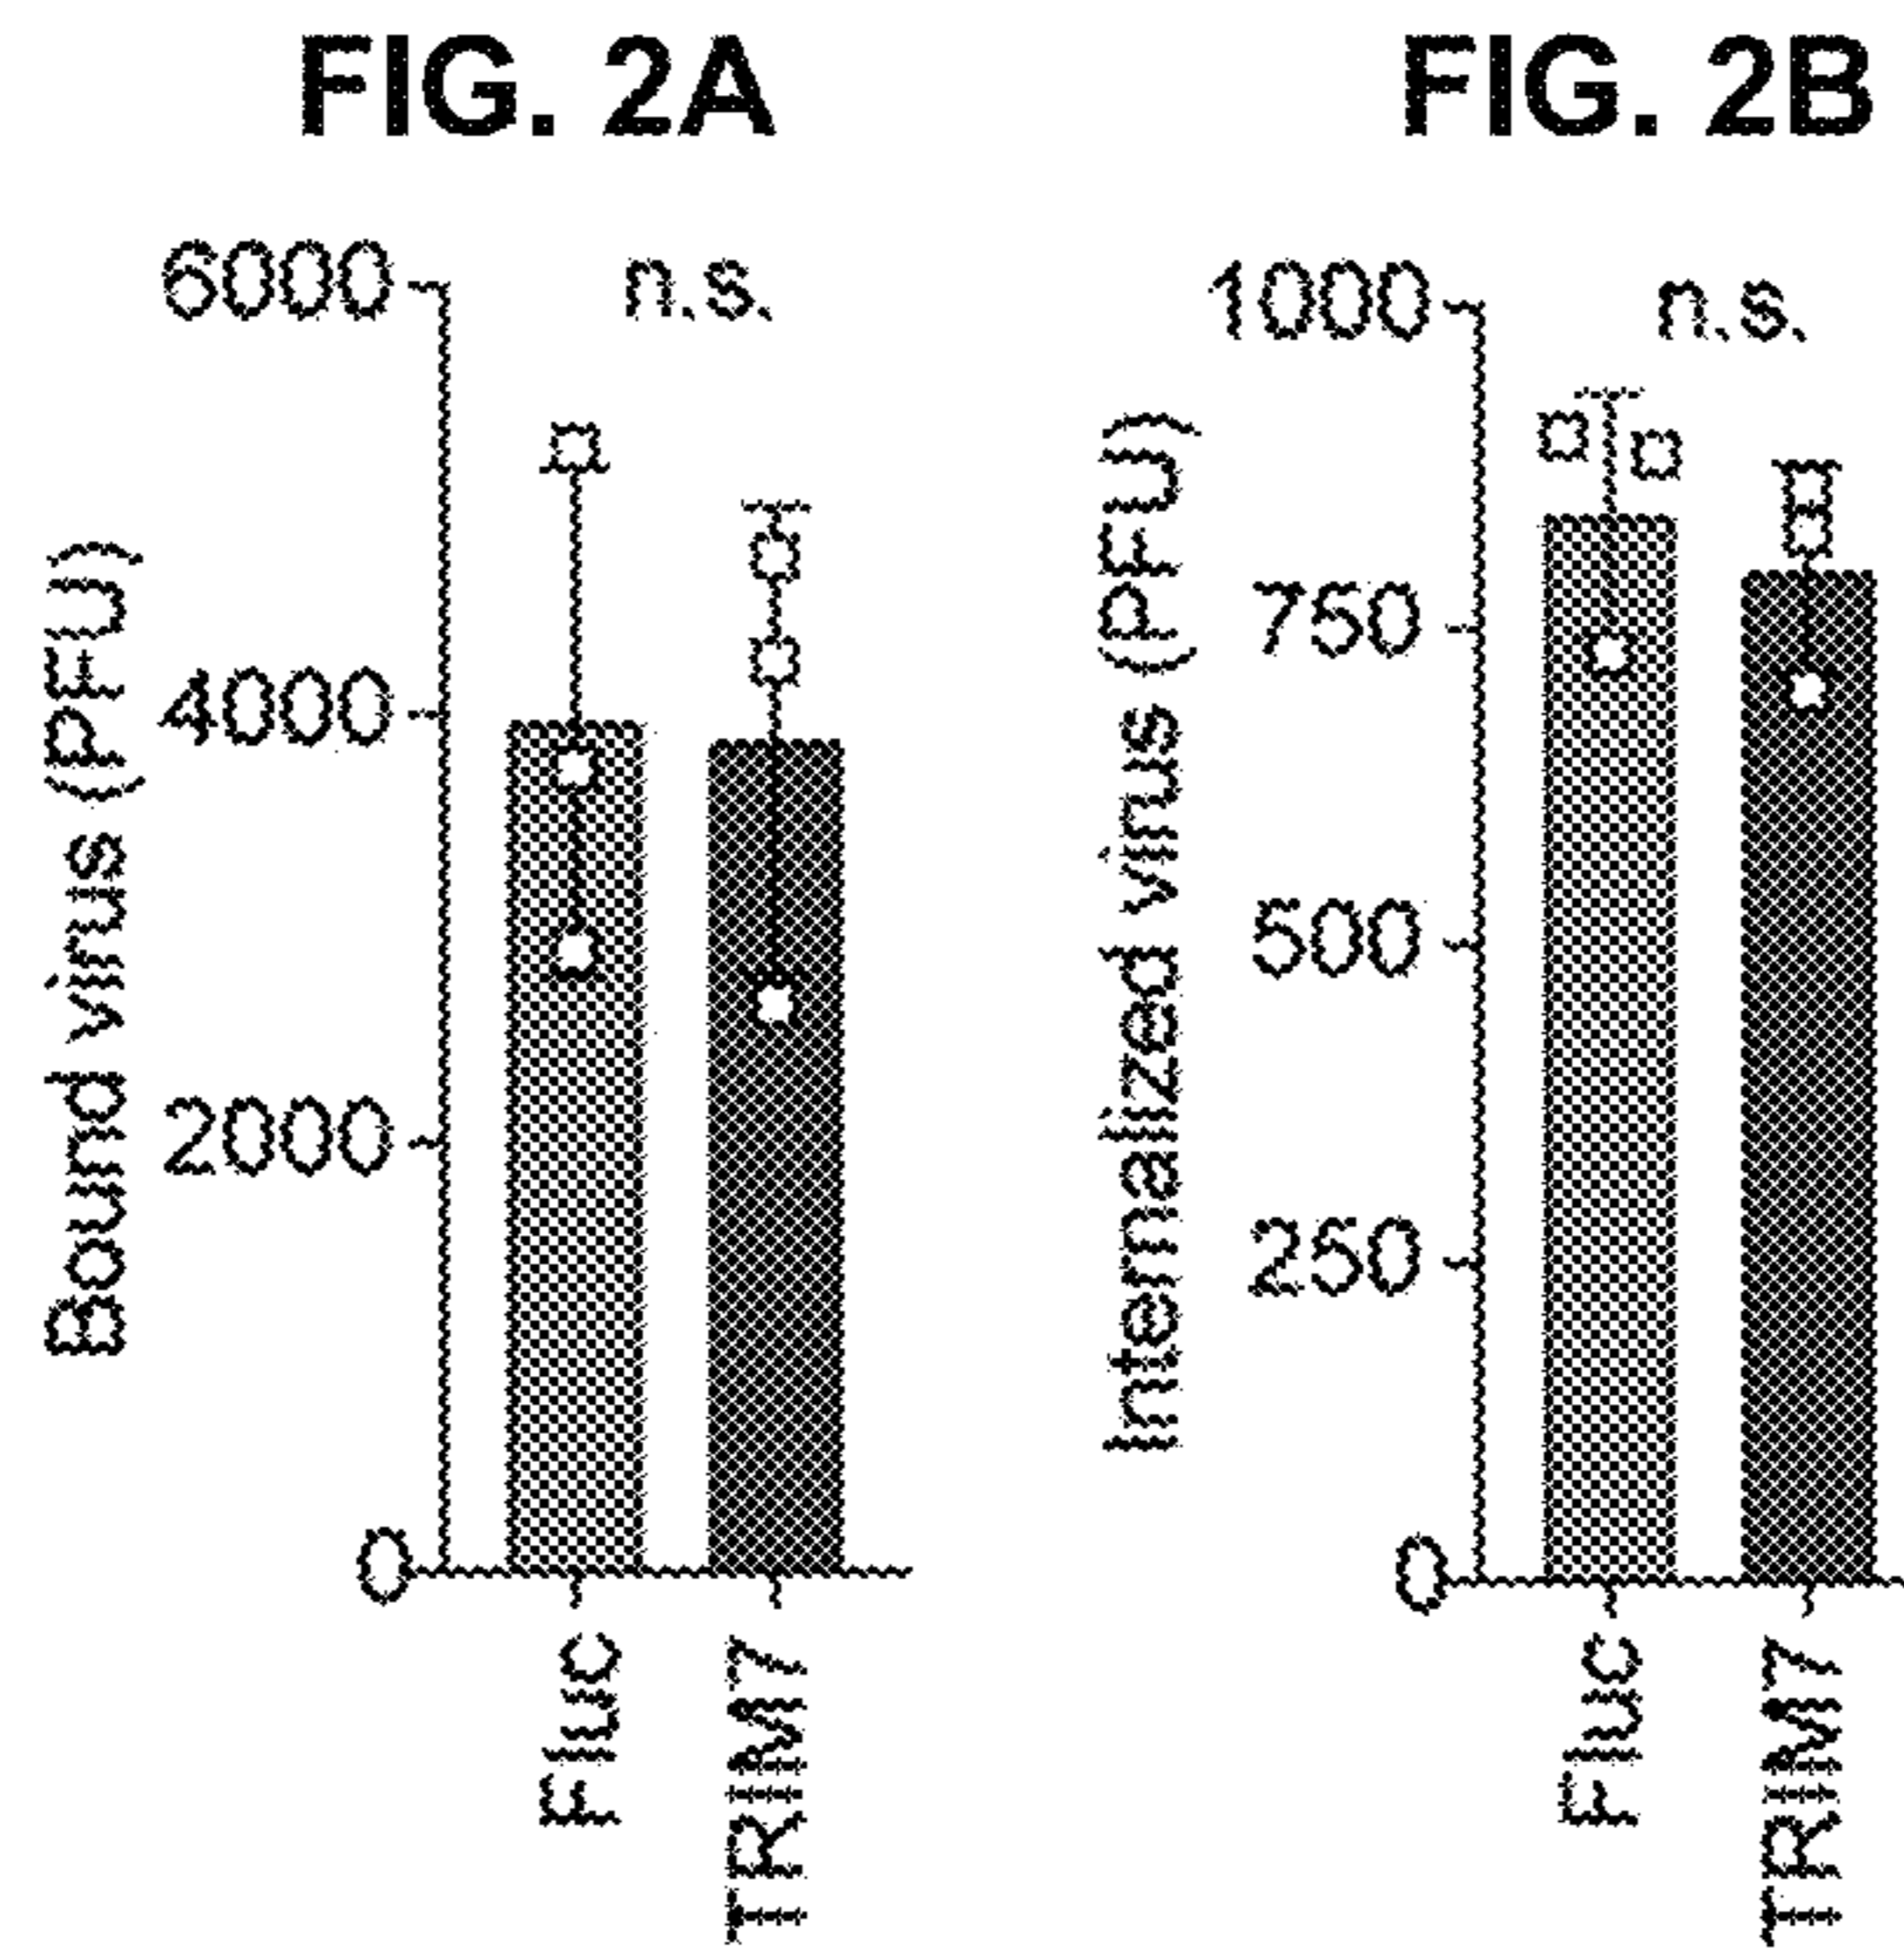 FIG. 2A
6000
n.s.
4000
2000
0
Bound virus (PFU)
Fluc
TRIM7
FIG. 2B
1000
n.s.
750
500
250
0
Internalized virus (PFU)
Fluc
TRIM7